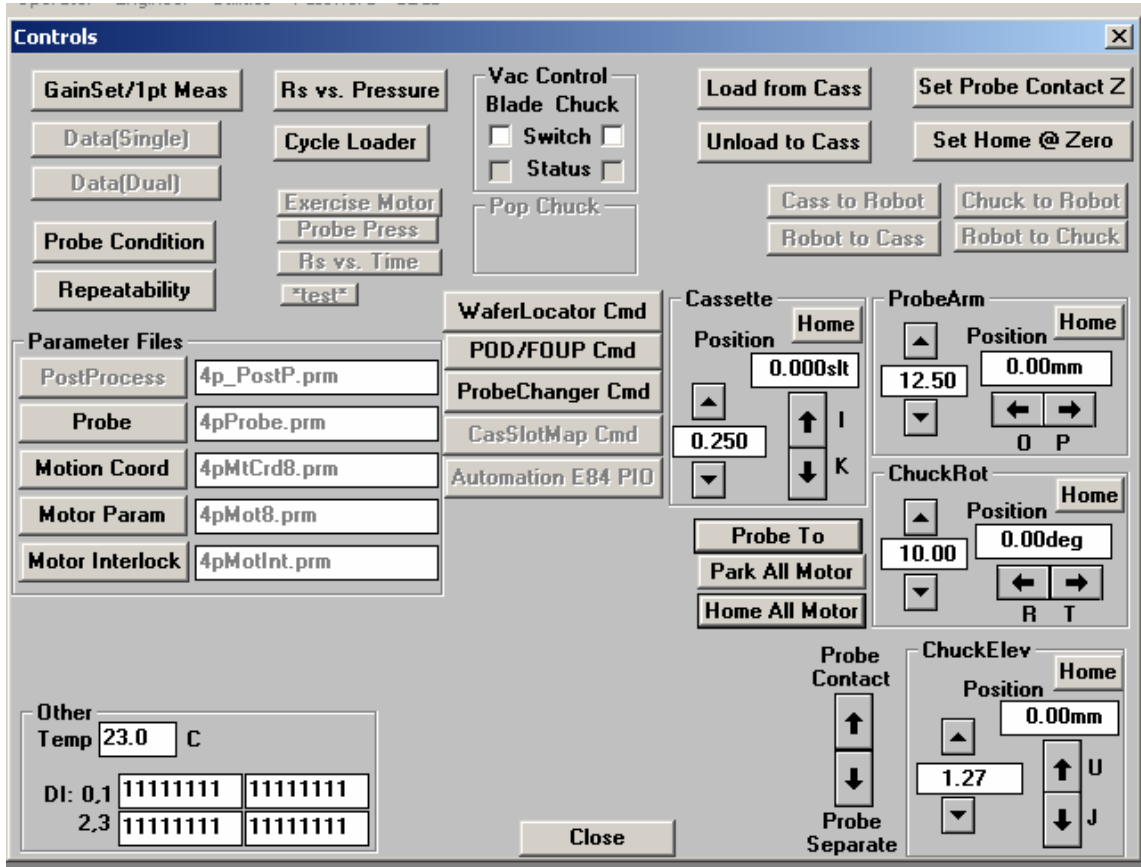 Controls
GainSet/1pt Meas
Rs vs. Pressure
Vac Control
Blade Chuck
Switch
Status
Load from Cass
Set Probe Contact Z
Data(Single)
Cycle Loader
Unload to Cass
Set Home @ Zero
Data(Dual)
Exercise Motor
Pop Chuck
Cass to Robot
Chuck to Robot
Probe Condition
Probe Press
Robot to Cass
Robot to Chuck
Rs vs. Time
Repeatability
*test*
Parameter Files
PostProcess 4p_PostP.prm
Probe 4pProbe.prm
Motion Coord 4pMtCrd8.prm
Motor Param 4pMot8.prm
Motor Interlock 4pMotInt.prm
WaferLocator Cmd
POD/FOUP Cmd
ProbeChanger Cmd
CasSlotMap Cmd
Automation E84 PIO
Cassette
Position Home
0.000slt
0.250
I
K
ProbeArm
Position Home
12.50 0.00mm
O P
ChuckRot
Position Home
10.00 0.00deg
R T
Probe To
Park All Motor
Home All Motor
Probe
Contact
Probe
Separate
ChuckElev
Position Home
0.00mm
1.27
U
J
Other
Temp 23.0 C
DI: 0,1 11111111 11111111
2,3 11111111 11111111
Close